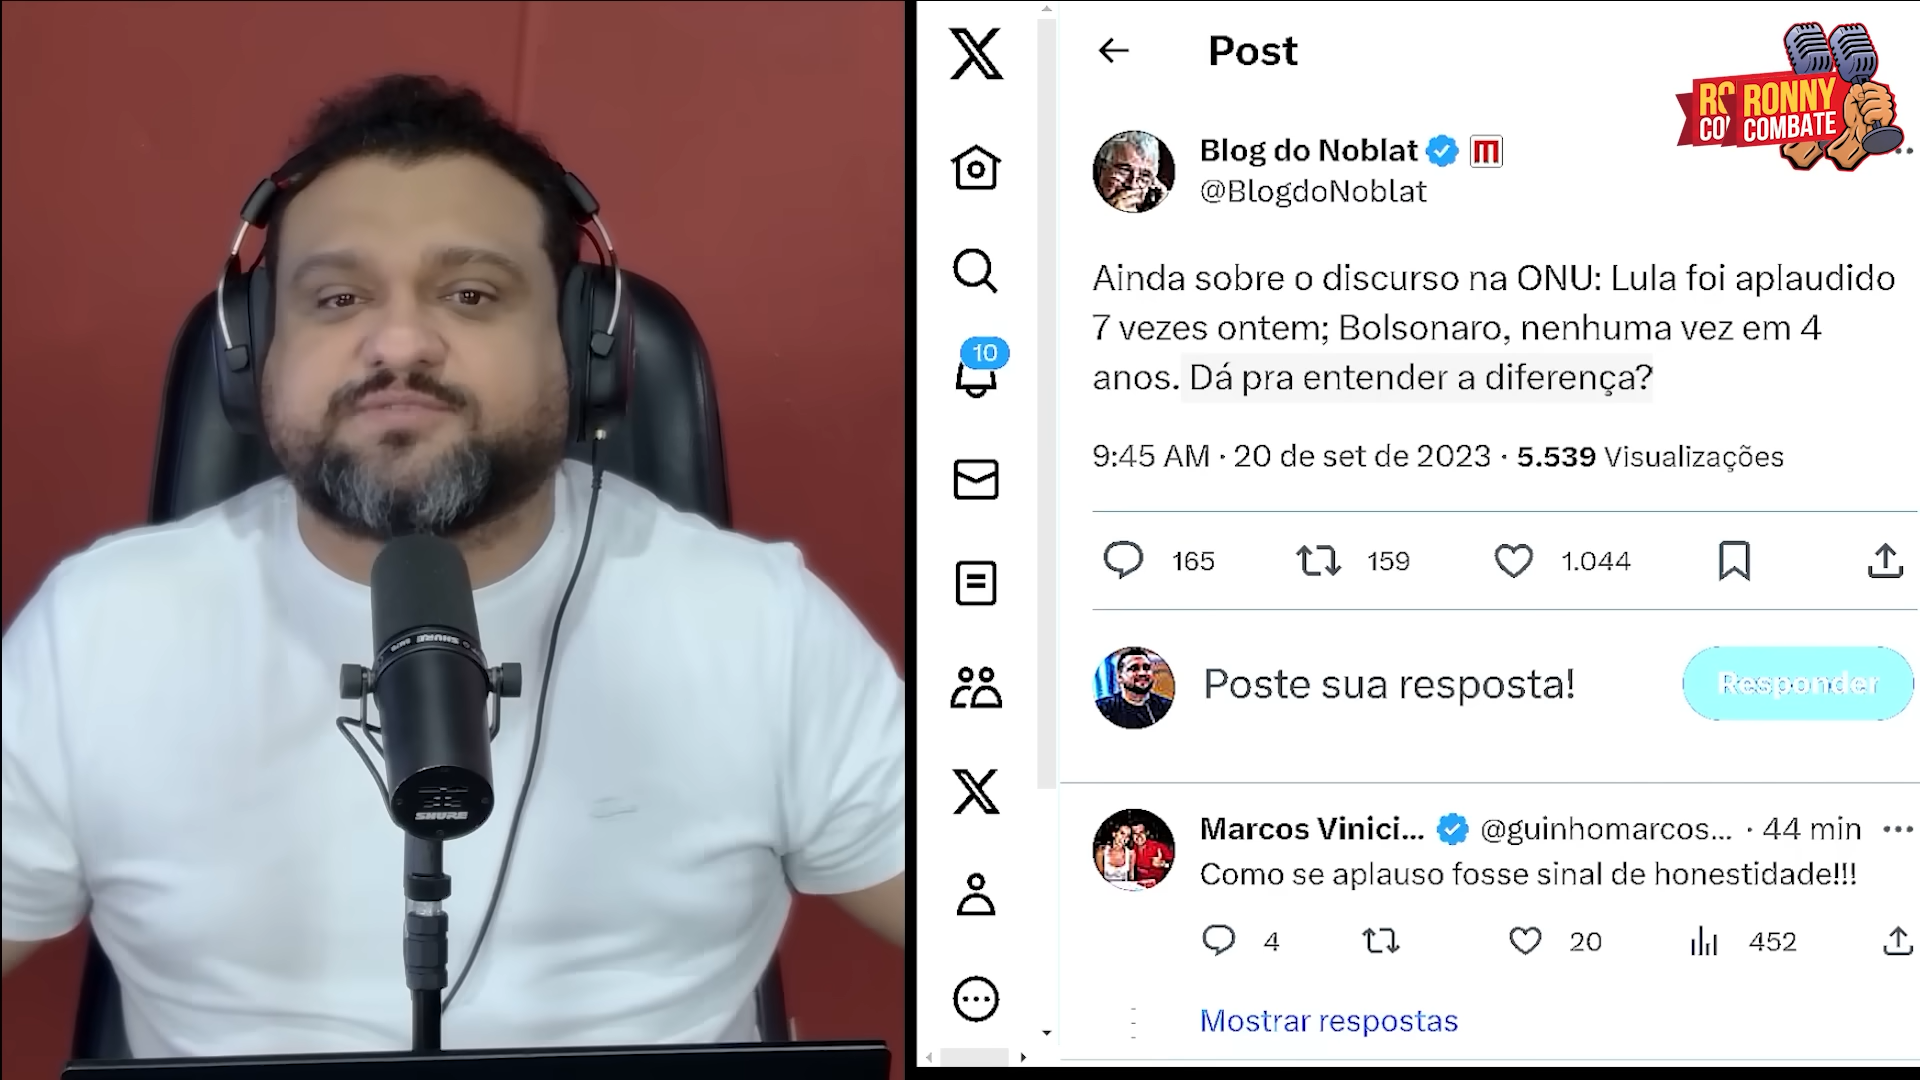 Post
RO
CO
RONNY
COMBATE
Blog do Noblat
@BlogdoNoblat
Ainda sobre o discurso na ONU: Lula foi aplaudido
7 vezes ontem; Bolsonaro, nenhuma vez em 4
anos. Dá pra entender a diferença?
9:45 AM · 20 de set de 2023 · 5.539 Visualizações
165 159 1.044
10
Poste sua resposta!
Responder
Marcos Vinici... @guinhomarcos... · 44 min
Como se aplauso fosse sinal de honestidade!!!
4 20 452
Mostrar respostas
SHURE
SHURE